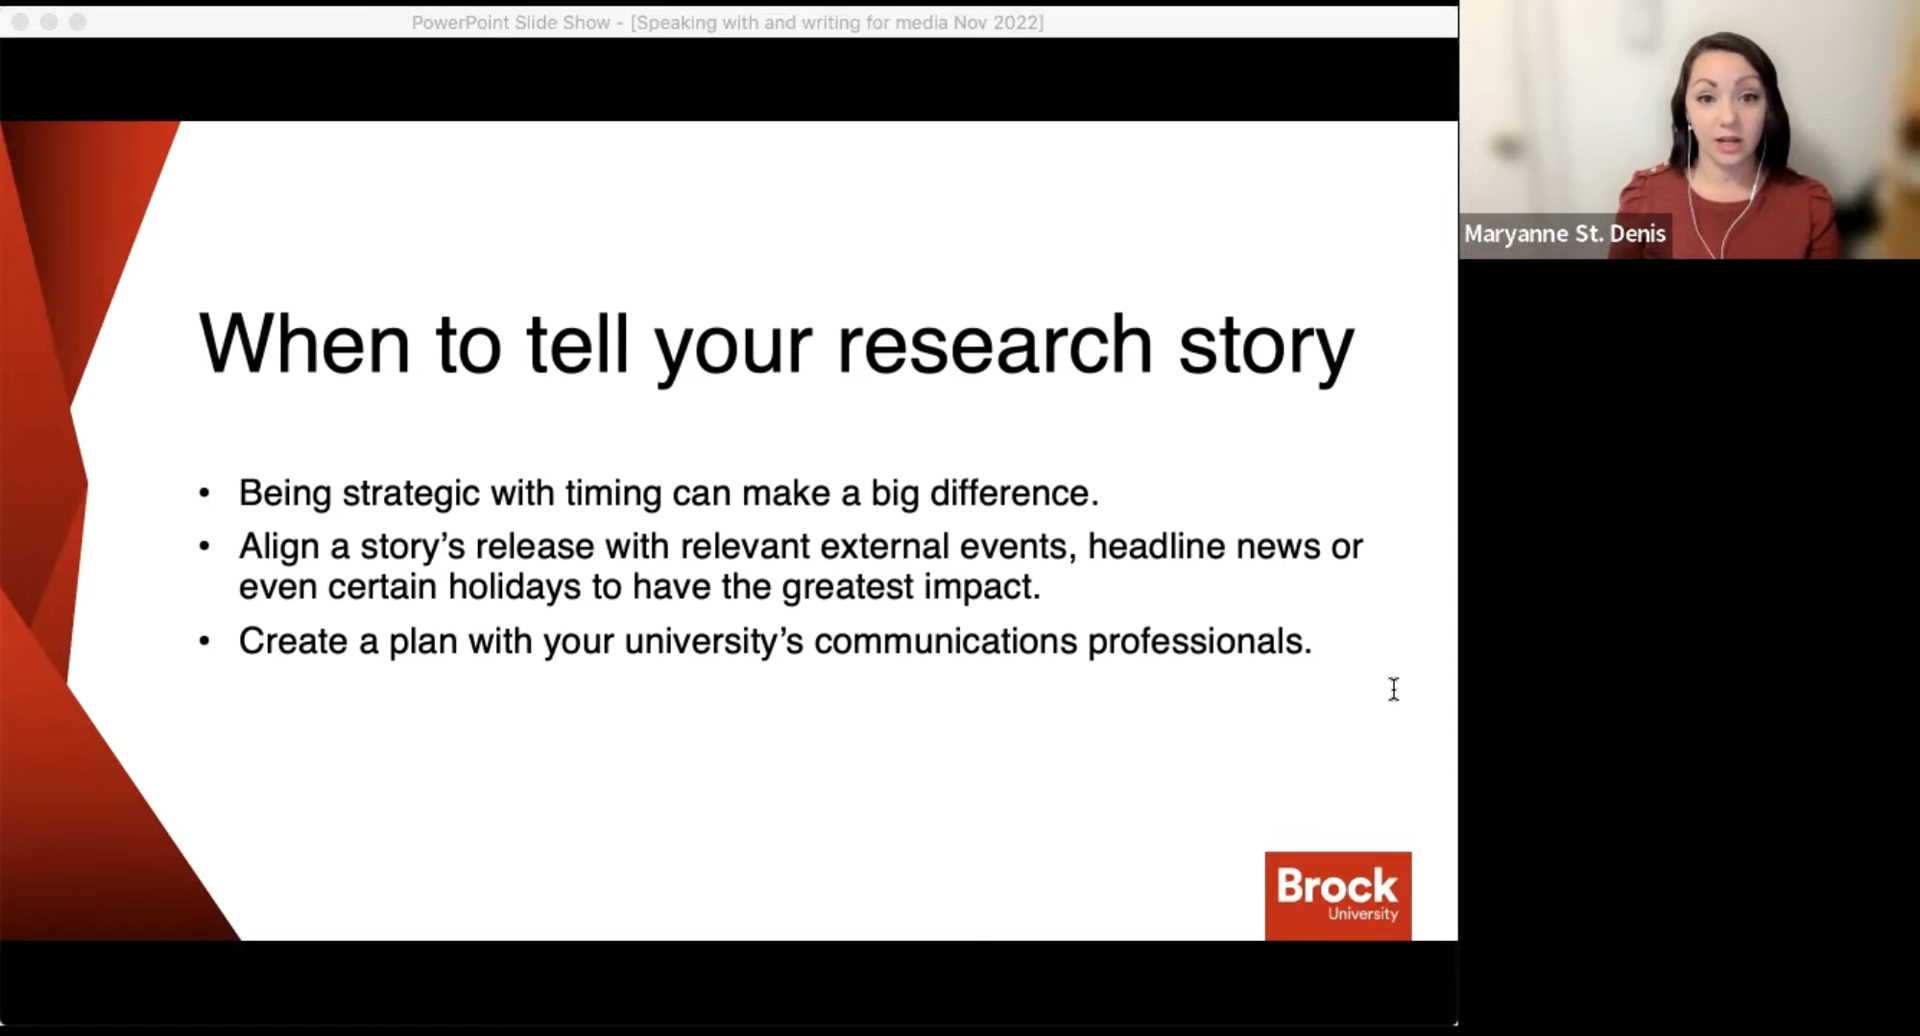 PowerPoint Slide Show - [Speaking with and writing for media Nov 2022]
Maryanne St. Denis
When to tell your research story
• Being strategic with timing can make a big difference.
• Align a story’s release with relevant external events, headline news or
even certain holidays to have the greatest impact.
• Create a plan with your university’s communications professionals.
Brock
University